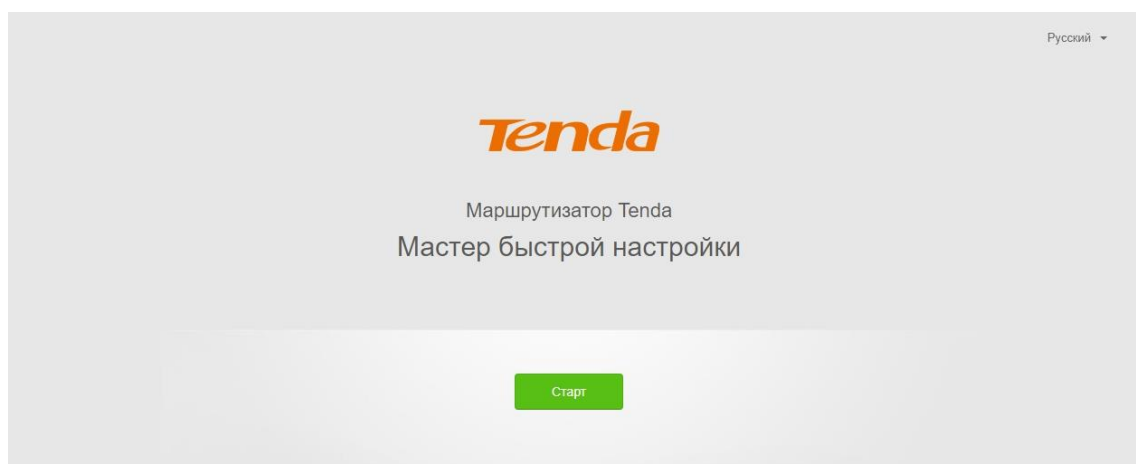 Русский
Tenda
Маршрутизатор Tenda
Мастер быстрой настройки
Старт